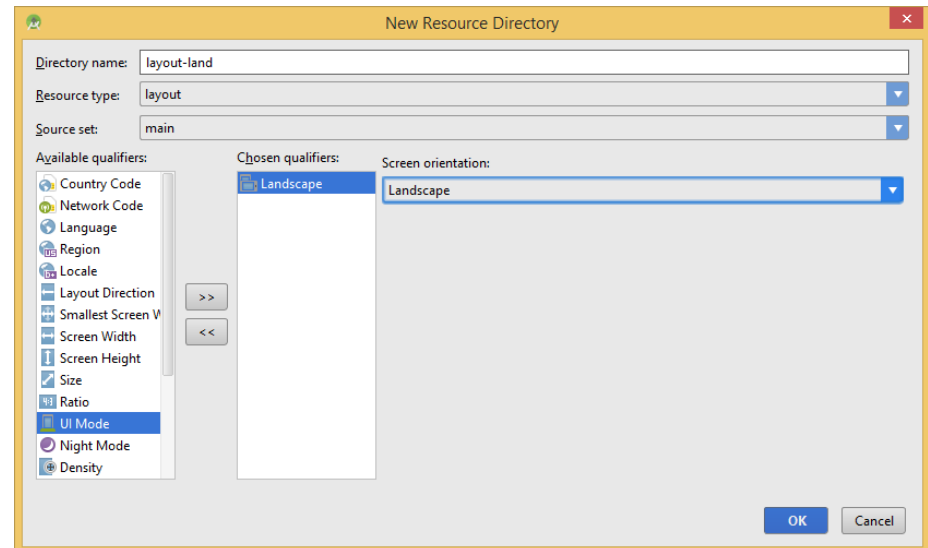 New Resource Directory
Directory name: layout-land
Resource type: layout
Source set: main
Available qualifiers:
Country Code
Network Code
Language
Region
Locale
Layout Direction
Smallest Screen W
Screen Width
Screen Height
Size
Ratio
UI Mode
Night Mode
Density
>>
<<
Chosen qualifiers:
Landscape
Screen orientation:
Landscape
OK Cancel